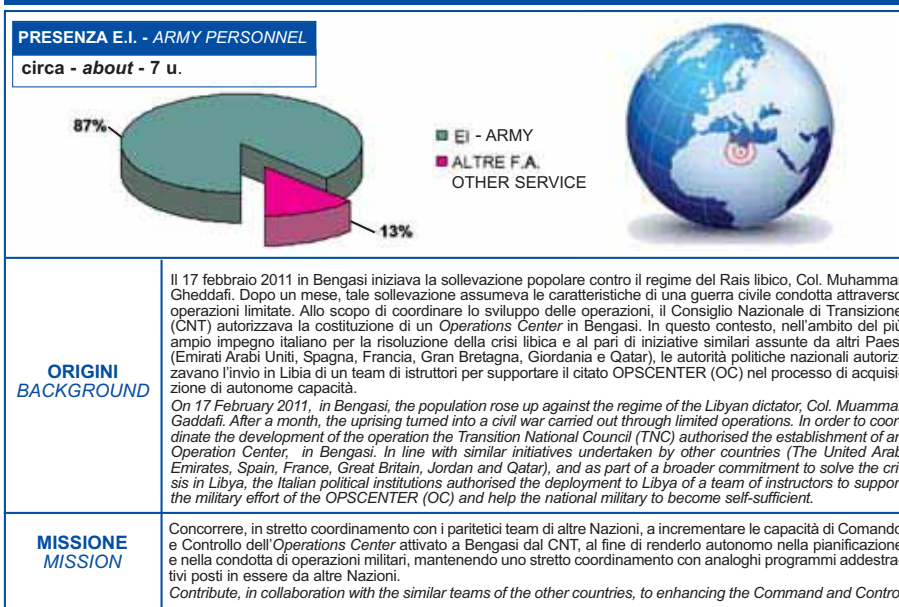 PRESENZA E.I. - ARMY PERSONNEL
circa - about - 7 u.
87%
EI - ARMY
ALTRE F.A.
OTHER SERVICE
13%
ORIGINI
BACKGROUND
Il 17 febbraio 2011 in Bengasi iniziava la sollevazione popolare contro il regime del Rais libico, Col. Muhammar
Gheddafi. Dopo un mese, tale sollevazione assumeva le caratteristiche di una guerra civile condotta attraverso
operazioni limitate. Allo scopo di coordinare lo sviluppo delle operazioni, il Consiglio Nazionale di Transizione
(CNT) autorizzava la costituzione di un Operations Center in Bengasi. In questo contesto, nell'ambito del più
ampio impegno italiano per la risoluzione della crisi libica e al pari di iniziative similari assunte da altri Paesi
(Emirati Arabi Uniti, Spagna, Francia, Gran Bretagna, Giordania e Qatar), le autorità politiche nazionali autoriz-
zavano l'invio in Libia di un team di istruttori per supportare il citato OPSCENTER (OC) nel processo di acquisi-
zione di autonome capacità.
On 17 February 2011, in Bengasi, the population rose up against the regime of the Libyan dictator, Col. Muammar
Gaddafi. After a month, the uprising turned into a civil war carried out through limited operations. In order to coor-
dinate the development of the operation the Transition National Council (TNC) authorised the establishment of an
Operation Center, in Bengasi. In line with similar initiatives undertaken by other countries (The United Arab
Emirates, Spain, France, Great Britain, Jordan and Qatar), and as part of a broader commitment to solve the cri-
sis in Libya, the Italian political institutions authorised the deployment to Libya of a team of instructors to support
the military effort of the OPSCENTER (OC) and help the national military to become self-sufficient.
MISSIONE
MISSION
Concorrere, in stretto coordinamento con i paritetici team di altre Nazioni, a incrementare le capacità di Comando
e Controllo dell'Operations Center attivato a Bengasi dal CNT, al fine di renderlo autonomo nella pianificazione
e nella condotta di operazioni militari, mantenendo uno stretto coordinamento con analoghi programmi addestra-
tivi posti in essere da altre Nazioni.
Contribute, in collaboration with the similar teams of the other countries, to enhancing the Command and Contro